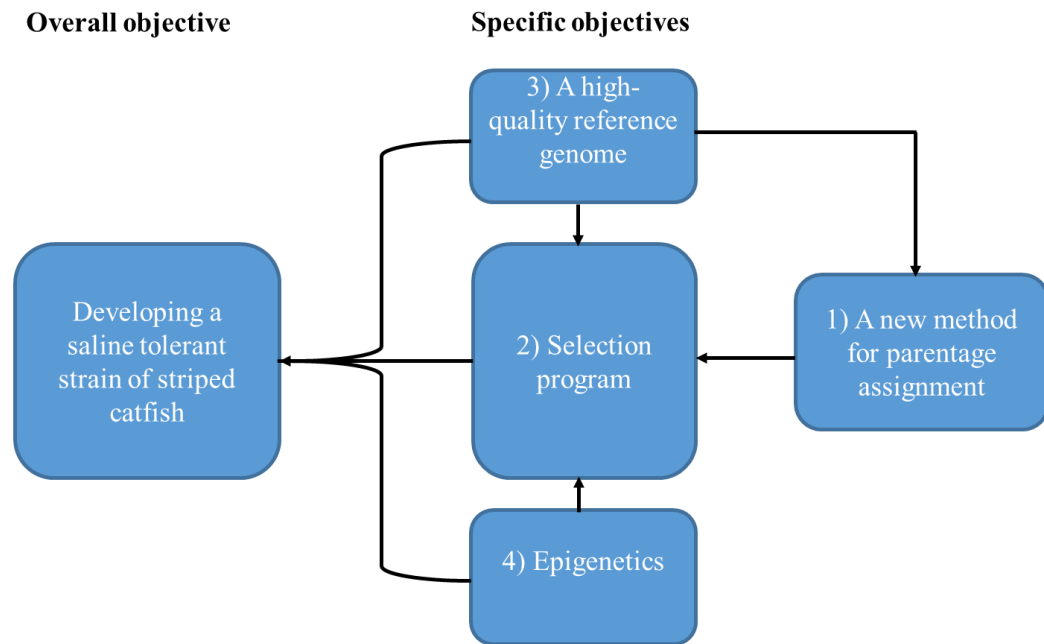 Overall objective
Specific objectives
3) A high-
quality reference
genome
Developing a
saline tolerant
strain of striped
catfish
2) Selection
program
1) A new method
for parentage
assignment
4) Epigenetics